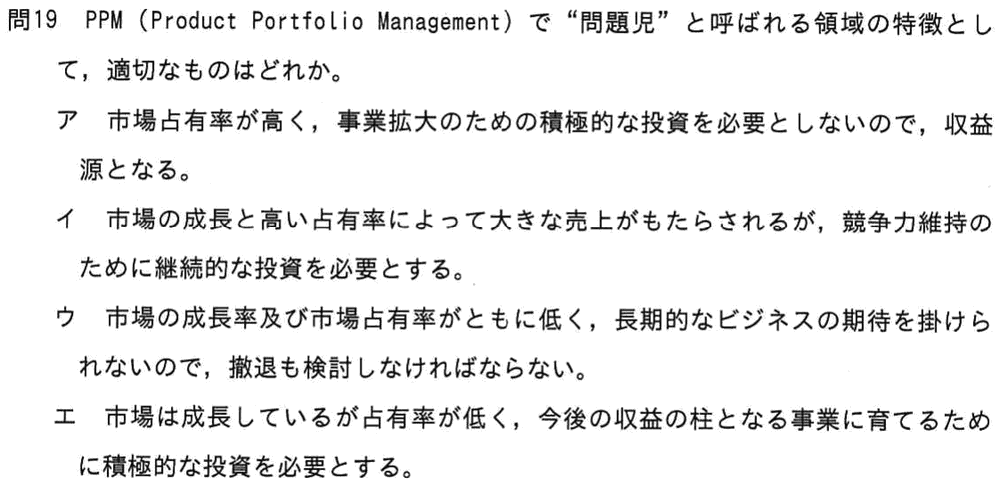 問19 PPM (Product Portfolio Management) で“問題児”と呼ばれる領域の特徴とし
て，適切なものはどれか。
ア 市場占有率が高く，事業拡大のための積極的な投資を必要としないので，収益
源となる。
イ 市場の成長と高い占有率によって大きな売上がもたらされるが，競争力維持の
ために継続的な投資を必要とする。
ウ 市場の成長率及び市場占有率がともに低く，長期的なビジネスの期待を掛けら
れないので，撤退も検討しなければならない。
エ 市場は成長しているが占有率が低く，今後の収益の柱となる事業に育てるため
に積極的な投資を必要とする。